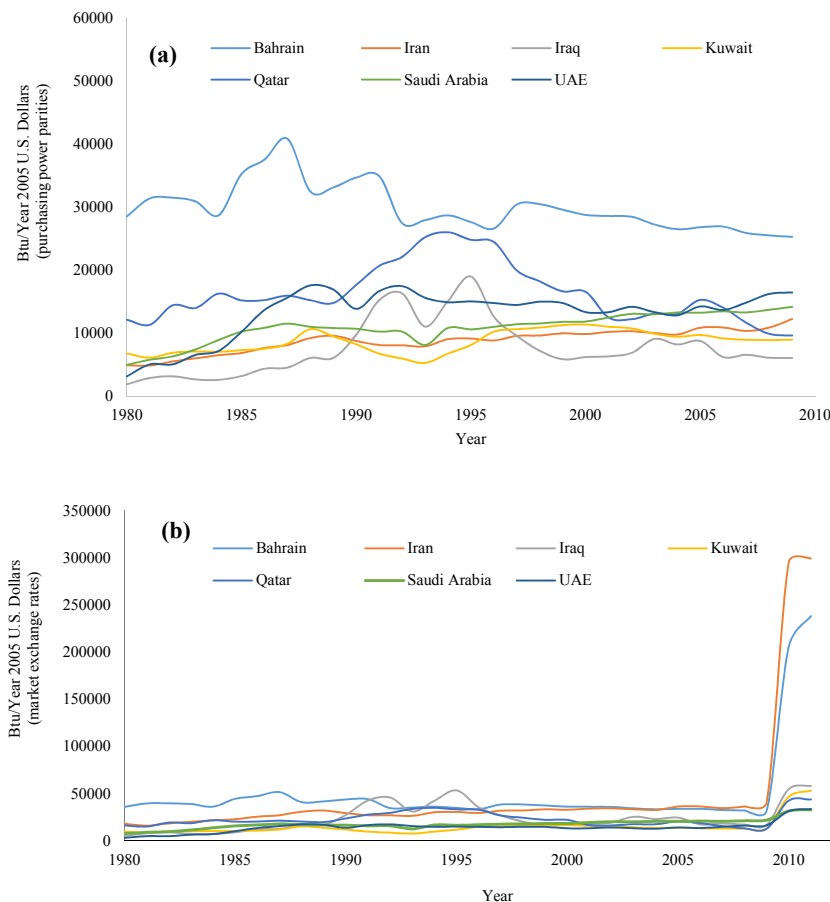 60000
50000
40000
30000
20000
10000
0
Btu/Year 2005 U.S. Dollars
(purchasing power parities)
(a)
Bahrain Iran Iraq Kuwait
Qatar Saudi Arabia UAE
1980 1985 1990 1995 2000 2005 2010
Year
350000
300000
250000
200000
150000
100000
50000
0
Btu/Year 2005 U.S. Dollars
(market exchange rates)
(b)
Bahrain Iran Iraq Kuwait
Qatar Saudi Arabia UAE
1980 1985 1990 1995 2000 2005 2010
Year